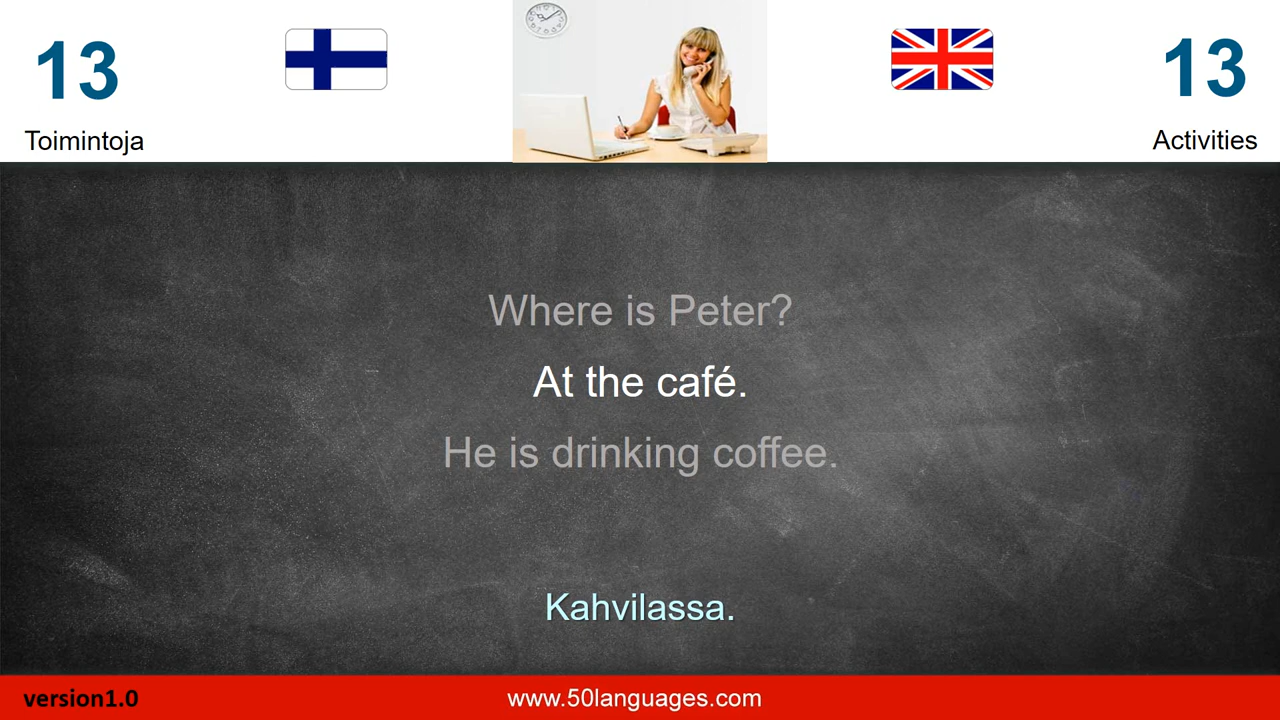 13
Toimintoja
13
Activities
Where is Peter?
At the café.
He is drinking coffee.
Kahvilassa.
version1.0
www.50languages.com